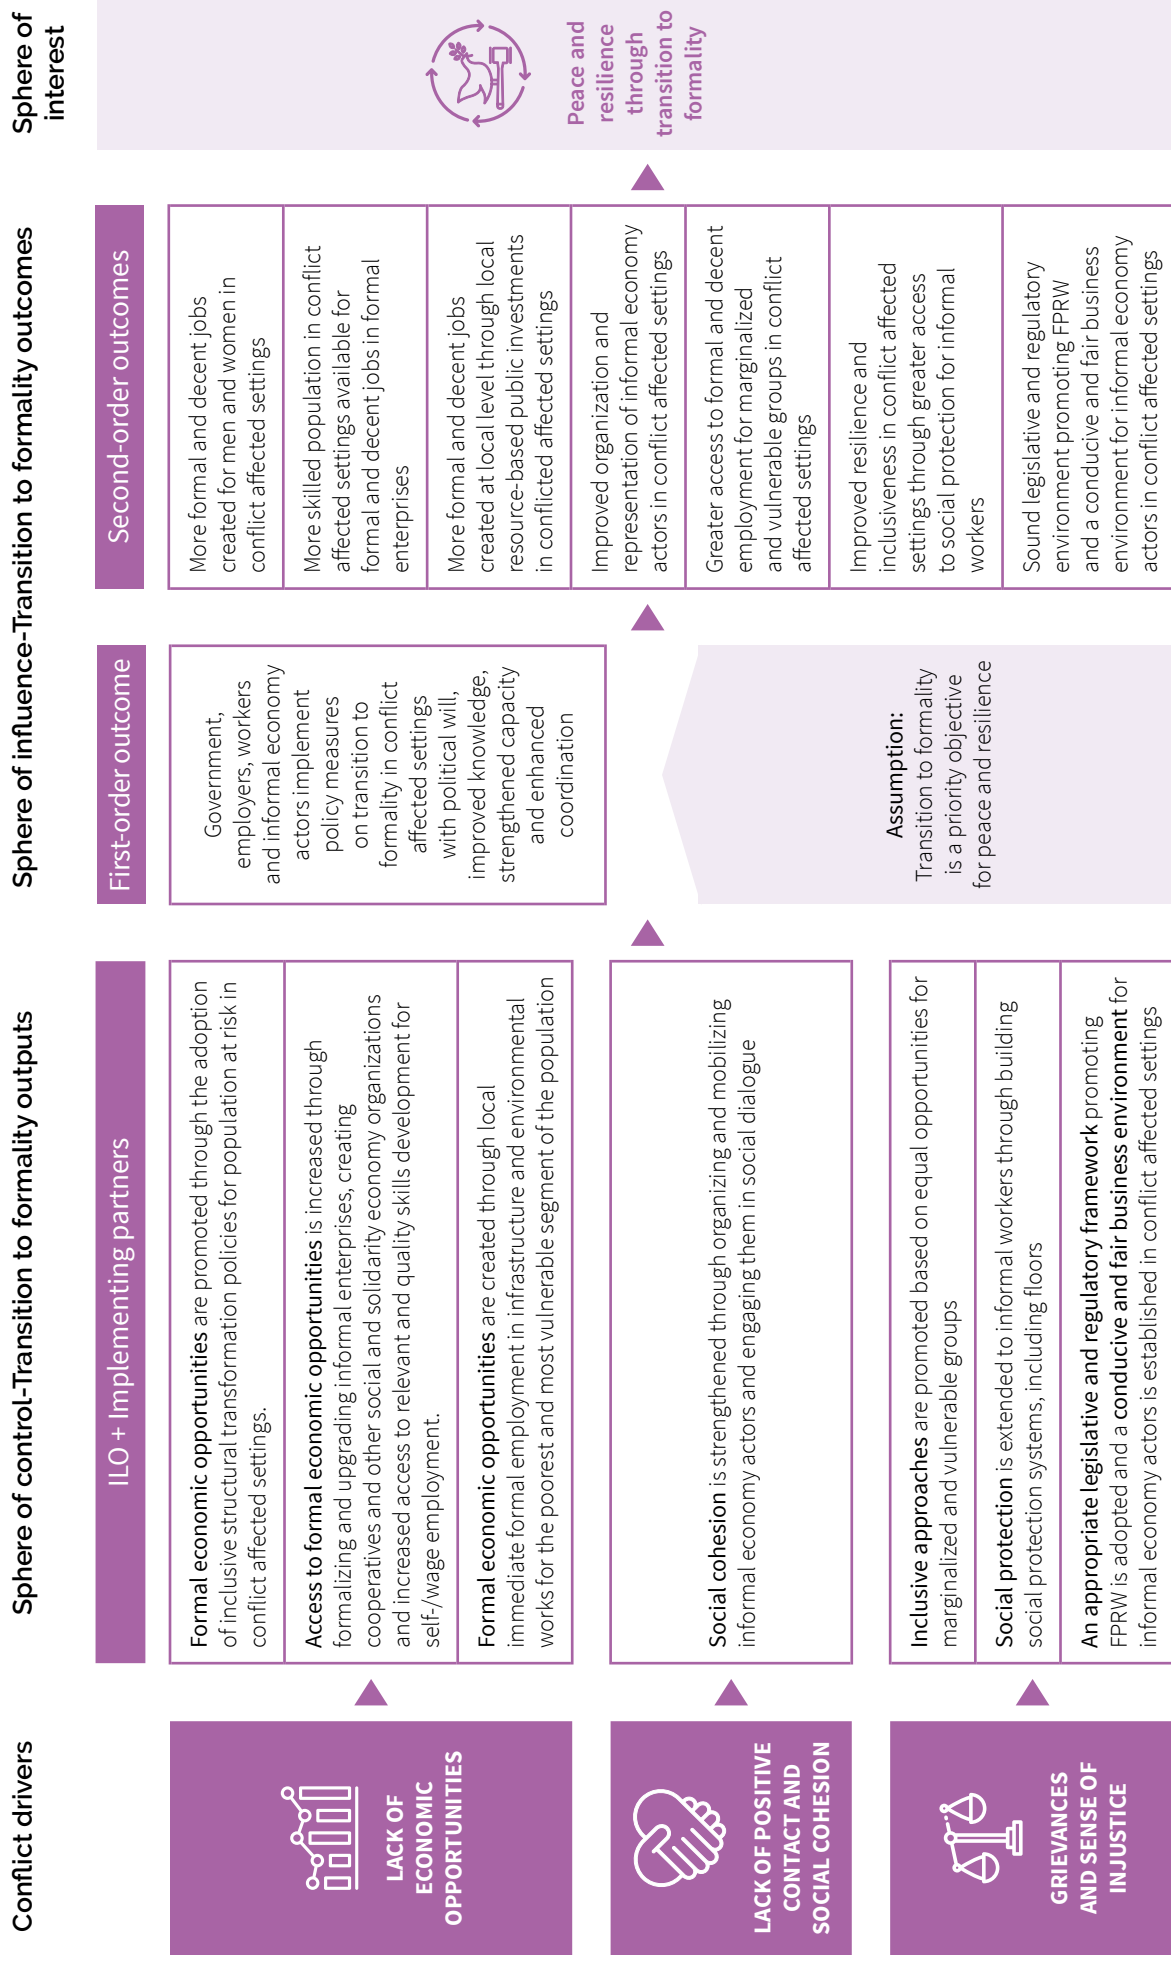 Conflict drivers
Sphere of control-Transition to formality outputs
Sphere of influence-Transition to formality outcomes
Sphere of
interest
ILO + Implementing partners
First-order outcome
Second-order outcomes
LACK OF
ECONOMIC
OPPORTUNITIES
Formal economic opportunities are promoted through the adoption
of inclusive structural transformation policies for population at risk in
conflict affected settings.
Access to formal economic opportunities is increased through
formalizing and upgrading informal enterprises, creating
cooperatives and other social and solidarity economy organizations
and increased access to relevant and quality skills development for
self-/wage employment.
Formal economic opportunities are created through local
immediate formal employment in infrastructure and environmental
works for the poorest and most vulnerable segment of the population
LACK OF POSITIVE
CONTACT AND
SOCIAL COHESION
Social cohesion is strengthened through organizing and mobilizing
informal economy actors and engaging them in social dialogue
GRIEVANCES
AND SENSE OF
INJUSTICE
Inclusive approaches are promoted based on equal opportunities for
marginalized and vulnerable groups
Social protection is extended to informal workers through building
social protection systems, including floors
An appropriate legislative and regulatory framework promoting
FPRW is adopted and a conducive and fair business environment for
informal economy actors is established in conflict affected settings
Government,
employers, workers
and informal economy
actors implement
policy measures
on transition to
formality in conflict
affected settings
with political will,
improved knowledge,
strengthened capacity
and enhanced
coordination
Assumption:
Transition to formality
is a priority objective
for peace and resilience
More formal and decent jobs
created for men and women in
conflict affected settings
More skilled population in conflict
affected settings available for
formal and decent jobs in formal
enterprises
More formal and decent jobs
created at local level through local
resource-based public investments
in conflicted affected settings
Improved organization and
representation of informal economy
actors in conflict affected settings
Greater access to formal and decent
employment for marginalized
and vulnerable groups in conflict
affected settings
Improved resilience and
inclusiveness in conflict affected
settings through greater access
to social protection for informal
workers
Sound legislative and regulatory
environment promoting FPRW
and a conducive and fair business
environment for informal economy
actors in conflict affected settings
Peace and
resilience
through
transition to
formality